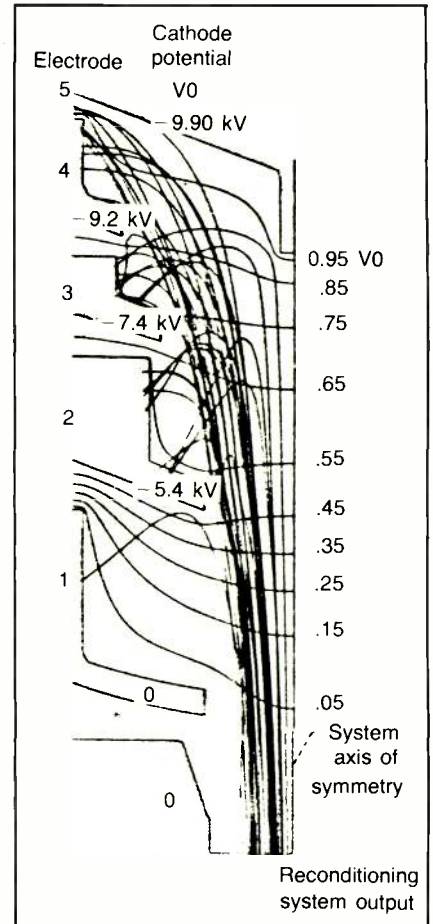 Cathode
Electrode potential
5 V0
−9.90 kV
4
−9.2 kV
0.95 V0
.85
3
−7.4 kV
.75
.65
2
.55
−5.4 kV
.45
.35
1
.25
.15
0
.05
System
axis of
symmetry
0
Reconditioning
system output